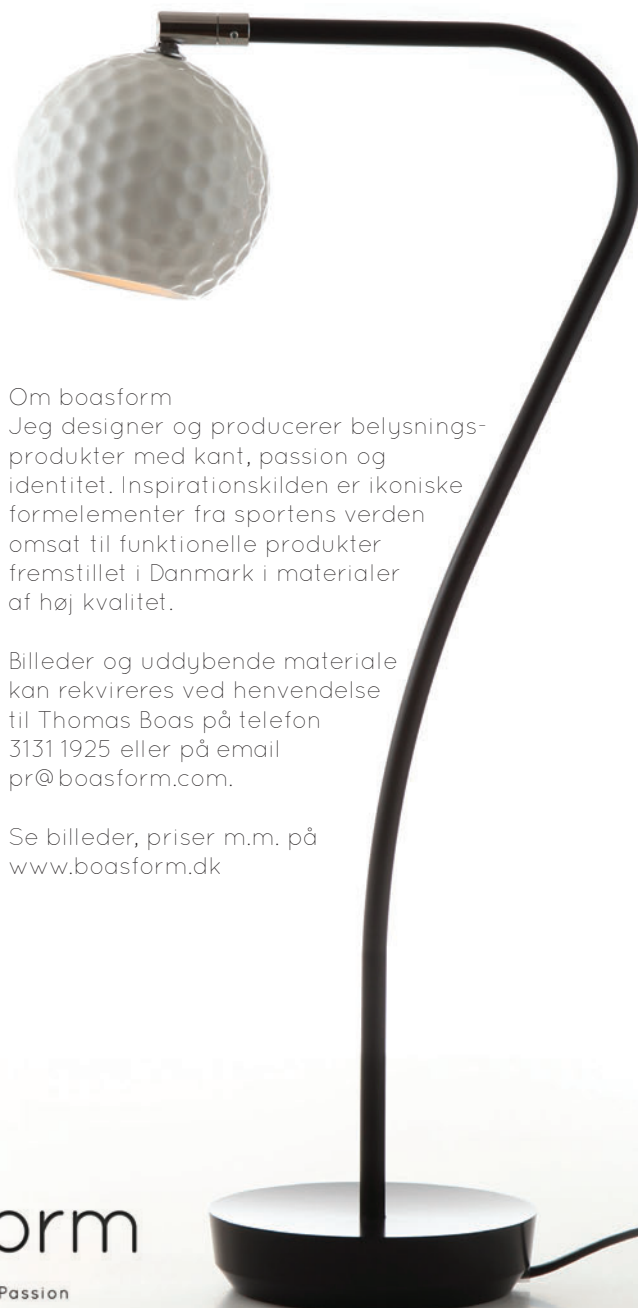 Om boasform
Jeg designer og producerer belysnings-
produkter med kant, passion og
identitet. Inspirationskilden er ikoniske
formelementer fra sportens verden
omsat til funktionelle produkter
fremstillet i Danmark i materialer
af høj kvalitet.
Billeder og uddybende materiale
kan rekvireres ved henvendelse
til Thomas Boas på telefon
3131 1925 eller på email
pr@boasform.com.
Se billeder, priser m.m. på
www.boasform.dk
orm
Passion